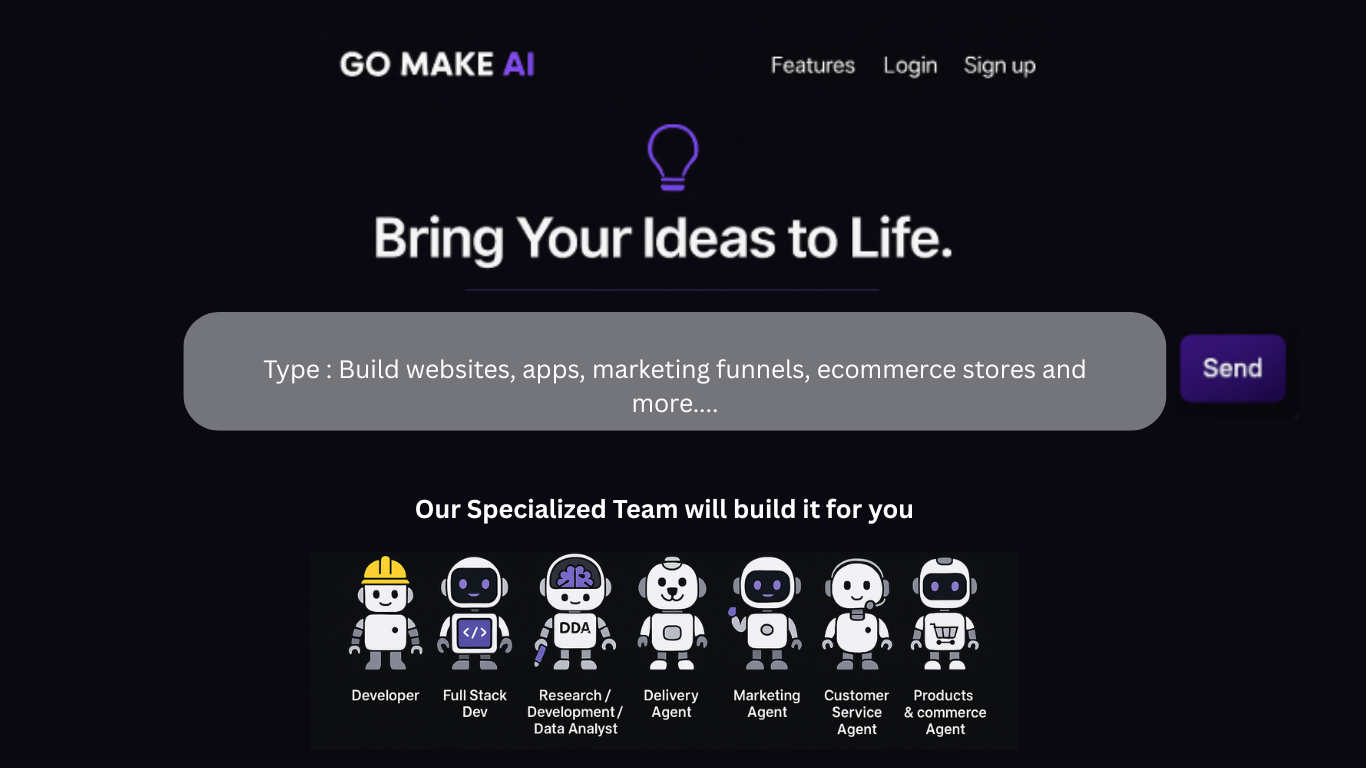 GO MAKE AI
Features Login Sign up
Bring Your Ideas to Life.
Type : Build websites, apps, marketing funnels, ecommerce stores and
more....
Send
Our Specialized Team will build it for you
</>
DDA
Developer
Full Stack
Dev
Research /
Development/
Data Analyst
Delivery
Agent
Marketing
Agent
Customer
Service
Agent
Products
& commerce
Agent